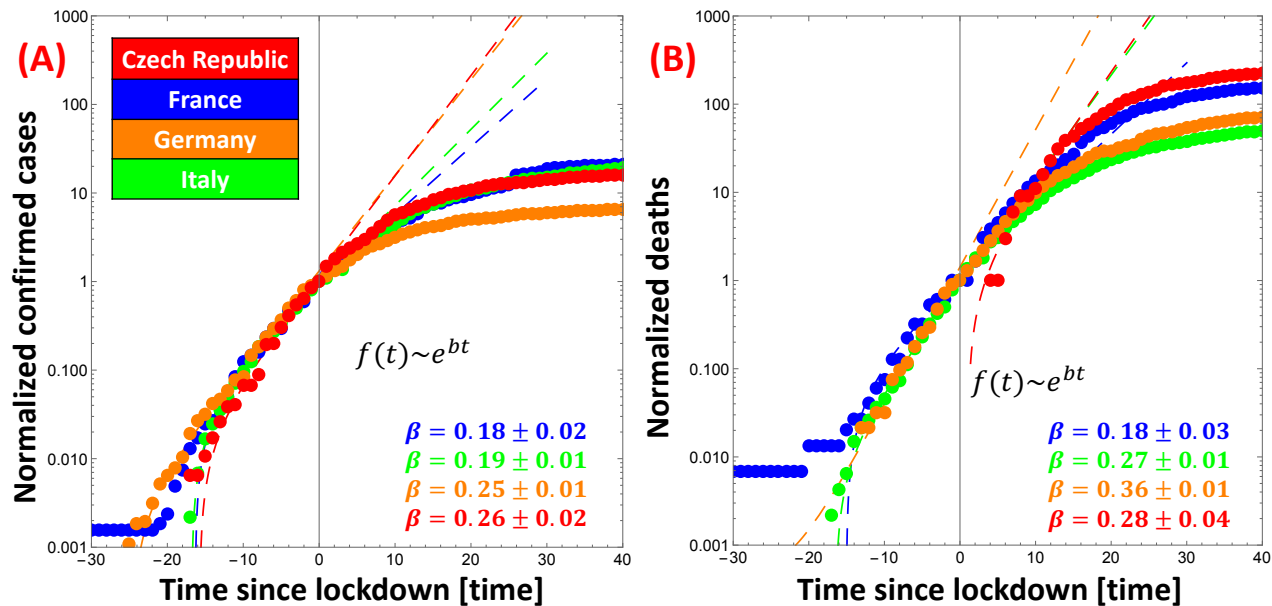 (A)
Normalized confirmed cases
1000
100
10
1
0.100
0.010
0.001
Czech Republic
France
Germany
Italy
f(t)~e^{bt}
β = 0.18 ± 0.02
β = 0.19 ± 0.01
β = 0.25 ± 0.01
β = 0.26 ± 0.02
−30 −20 −10 0 10 20 30 40
Time since lockdown [time]
(B)
Normalized deaths
1000
100
10
1
0.100
0.010
0.001
f(t)~e^{bt}
β = 0.18 ± 0.03
β = 0.27 ± 0.01
β = 0.36 ± 0.01
β = 0.28 ± 0.04
−30 −20 −10 0 10 20 30 40
Time since lockdown [time]